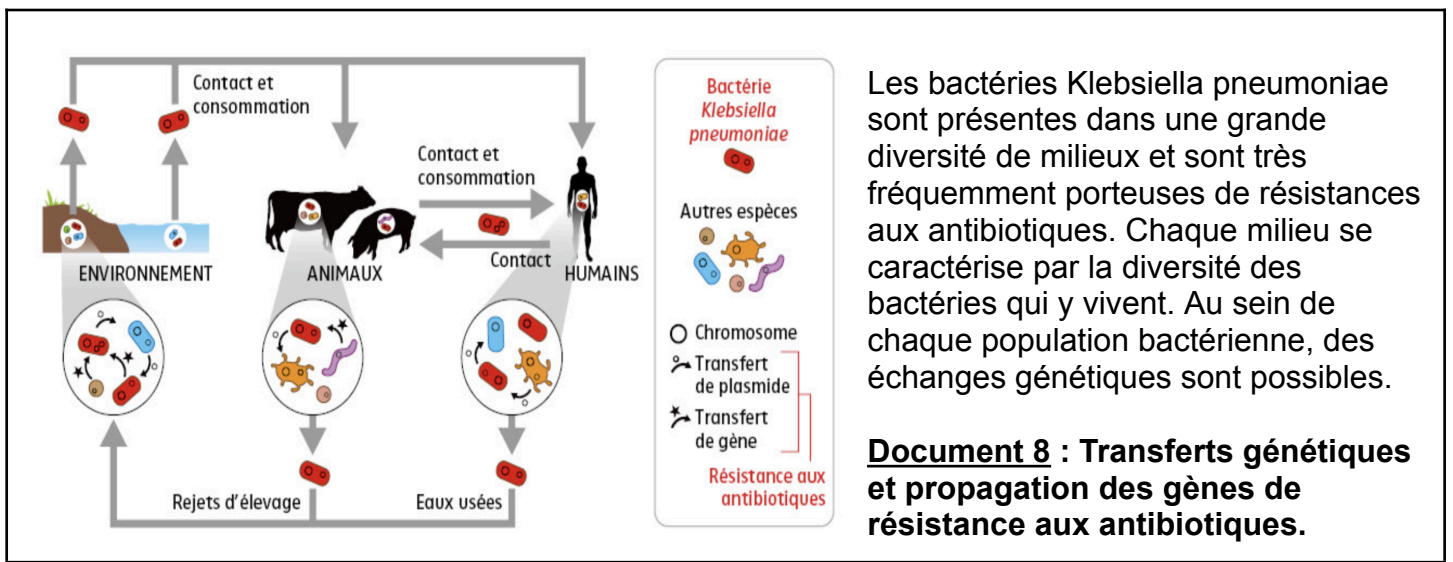 Contact et
consommation
Contact et
consommation
Contact
ENVIRONNEMENT
ANIMAUX
HUMAINS
Rejets d'élevage
Eaux usées
Bactérie
Klebsiella
pneumoniae
Autres espèces
Chromosome
Transfert
de plasmide
Transfert
de gène
Résistance aux
antibiotiques
Les bactéries Klebsiella pneumoniae
sont présentes dans une grande
diversité de milieux et sont très
fréquemment porteuses de résistances
aux antibiotiques. Chaque milieu se
caractérise par la diversité des
bactéries qui y vivent. Au sein de
chaque population bactérienne, des
échanges génétiques sont possibles.
Document 8 : Transferts génétiques
et propagation des gènes de
résistance aux antibiotiques.